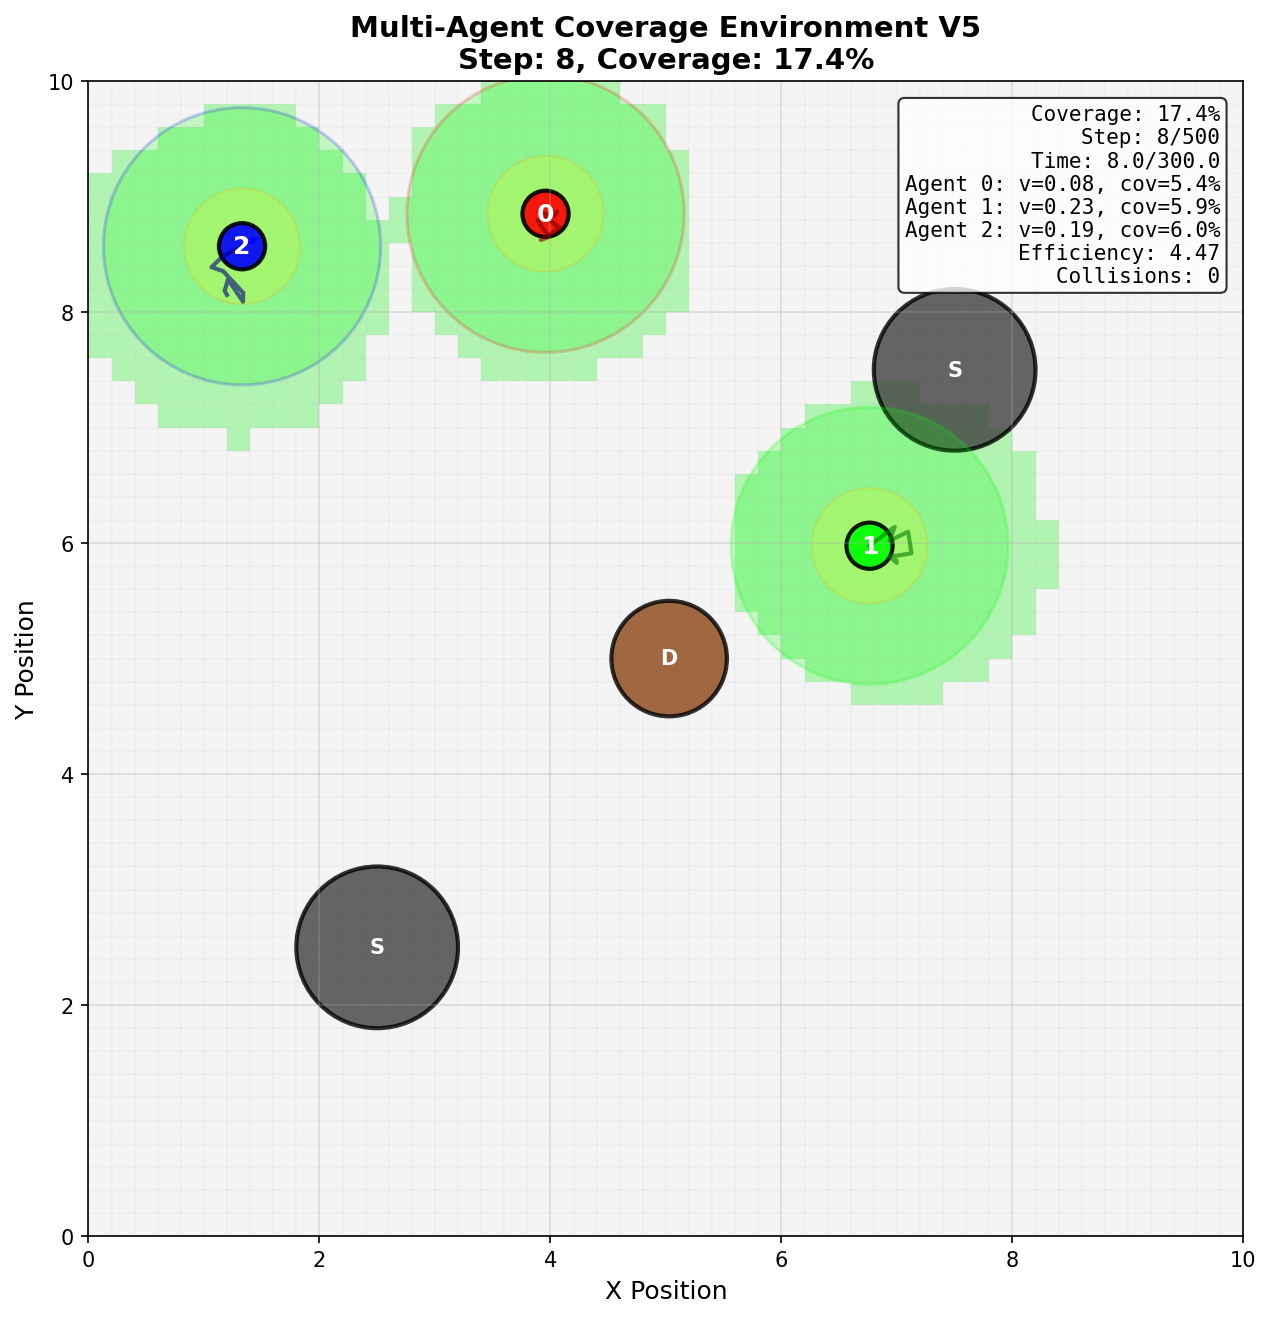 Multi-Agent Coverage Environment V5
Step: 8, Coverage: 17.4%
Coverage: 17.4%
Step: 8/500
Time: 8.0/300.0
Agent 0: v=0.08, cov=5.4%
Agent 1: v=0.23, cov=5.9%
Agent 2: v=0.19, cov=6.0%
Efficiency: 4.47
Collisions: 0
10
8
6
4
2
0
Y Position
2
0
S
1
D
S
0
2
4
6
8
10
X Position